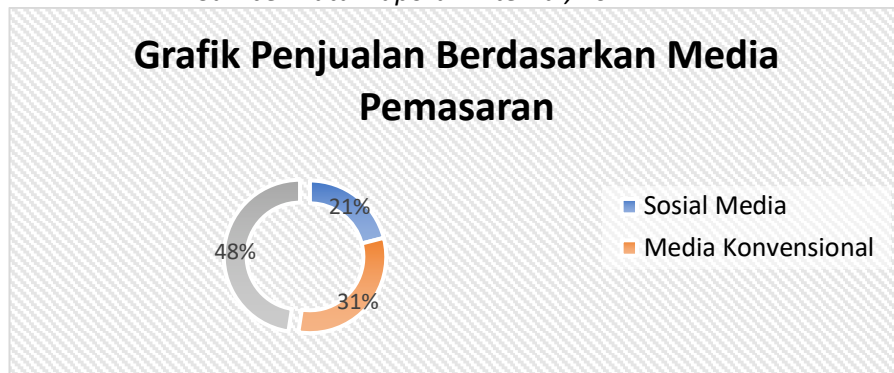 Grafik Penjualan Berdasarkan Media
Pemasaran
21%
48%
31%
Sosial Media
Media Konvensional